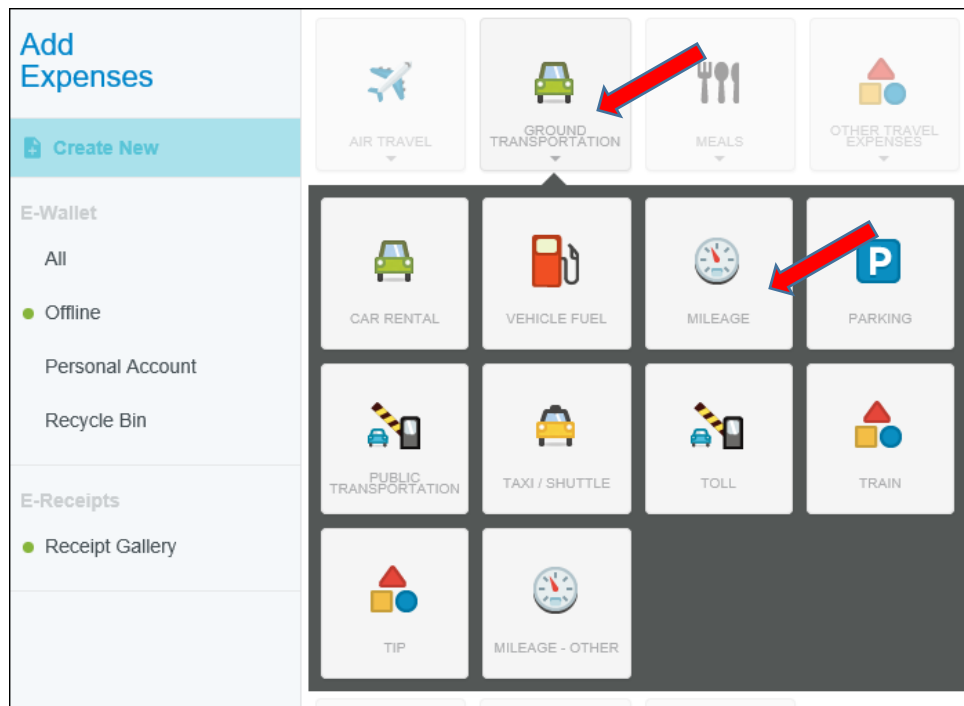 Add
Expenses
Create New
E-Wallet
All
Offline
Personal Account
Recycle Bin
E-Receipts
Receipt Gallery
AIR TRAVEL
GROUND
TRANSPORTATION
MEALS
OTHER TRAVEL
EXPENSES
CAR RENTAL
VEHICLE FUEL
MILEAGE
P
PARKING
PUBLIC
TRANSPORTATION
TAXI / SHUTTLE
TOLL
TRAIN
TIP
MILEAGE - OTHER